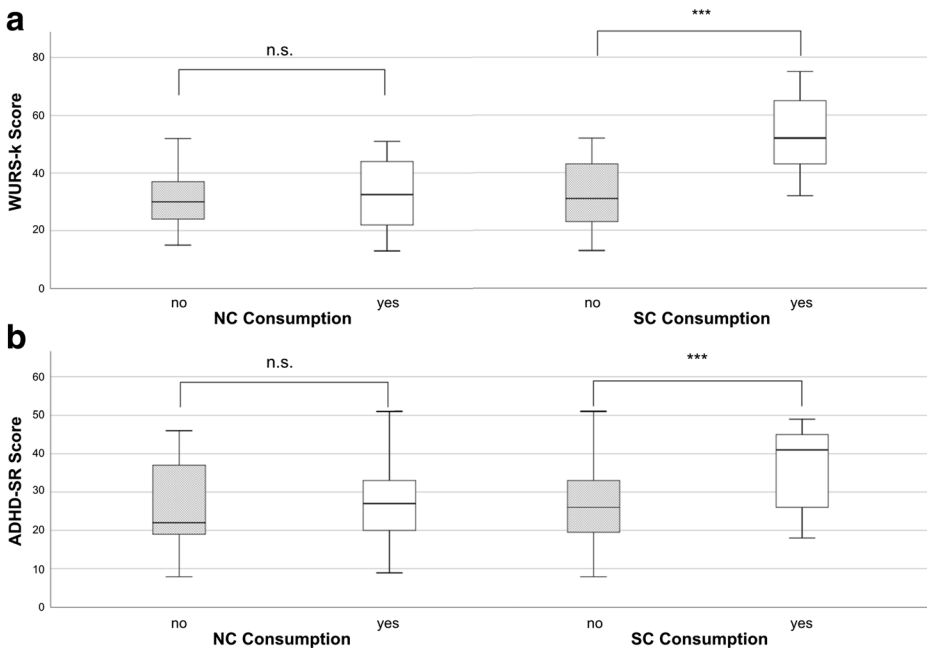 a
n.s.
***
WURS-k Score
80
60
40
20
0
no
yes
no
yes
NC Consumption
SC Consumption
b
n.s.
***
ADHD-SR Score
60
50
40
30
20
10
0
no
yes
no
yes
NC Consumption
SC Consumption